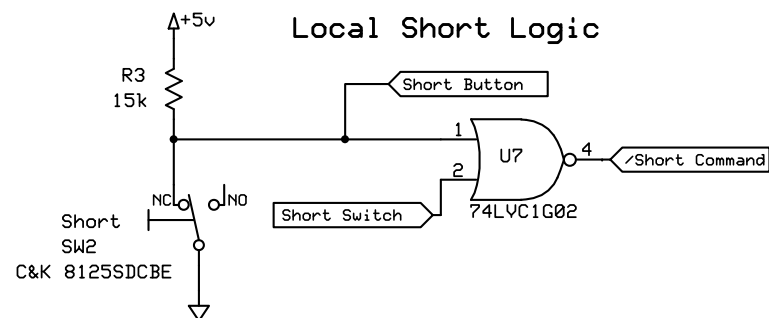 +5v
Local Short Logic
R3
15k
Short Button
1
2
U7
4
/Short Command
NC
NO
Short
SW2
C&K 8125SDCBE
Short Switch
74LVC1G02